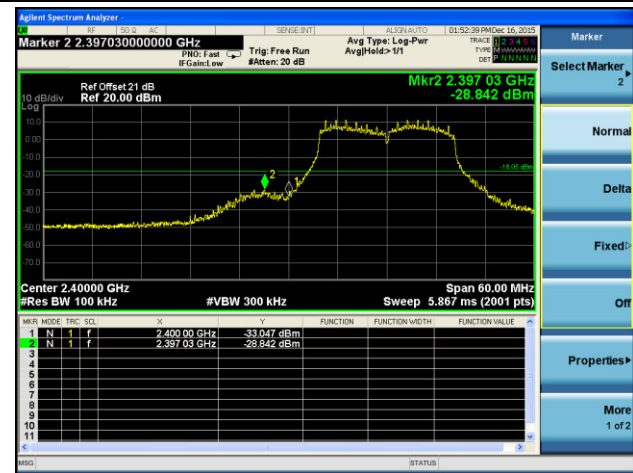 Agilent Spectrum Analyzer -
RF 50 Ω AC SENSE:INT ALIGN AUTO 01:52:39 PM Dec 16, 2015
Marker 2 2.397030000000 GHz
PNO: Fast
IFGain:Low
Trig: Free Run
#Atten: 20 dB
Avg Type: Log-Pwr
Avg|Hold:> 1/1
TRACE 1 2 3 4 5 6
TYPE M
DET P N N N N N
Ref Offset 21 dB
10 dB/div Ref 20.00 dBm
Log
Mkr2 2.397 03 GHz
-28.842 dBm
10.0
0.00
-10.0
-18.05 dBm
-20.0
2
1
-30.0
-40.0
-50.0
-60.0
-70.0
Center 2.40000 GHz Span 60.00 MHz
#Res BW 100 kHz #VBW 300 kHz Sweep 5.867 ms (2001 pts)
MKR MODE TRC SCL X Y FUNCTION FUNCTION WIDTH FUNCTION VALUE
1 N 1 f 2.400 00 GHz -33.047 dBm
2 N 1 f 2.397 03 GHz -28.842 dBm
3
4
5
6
7
8
9
10
11
MSG STATUS
Marker
Select Marker
2
Normal
Delta
Fixed
Off
Properties
More
1 of 2